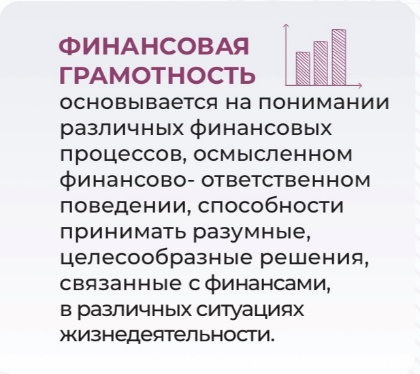 ФИНАНСОВАЯ
ГРАМОТНОСТЬ
основывается на понимании
различных финансовых
процессов, осмысленном
финансово- ответственном
поведении, способности
принимать разумные,
целесообразные решения,
связанные с финансами,
в различных ситуациях
жизнедеятельности.